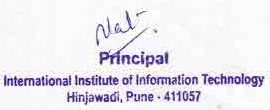 Principal
International Institute of Information Technology
Hinjawadi, Pune - 411057